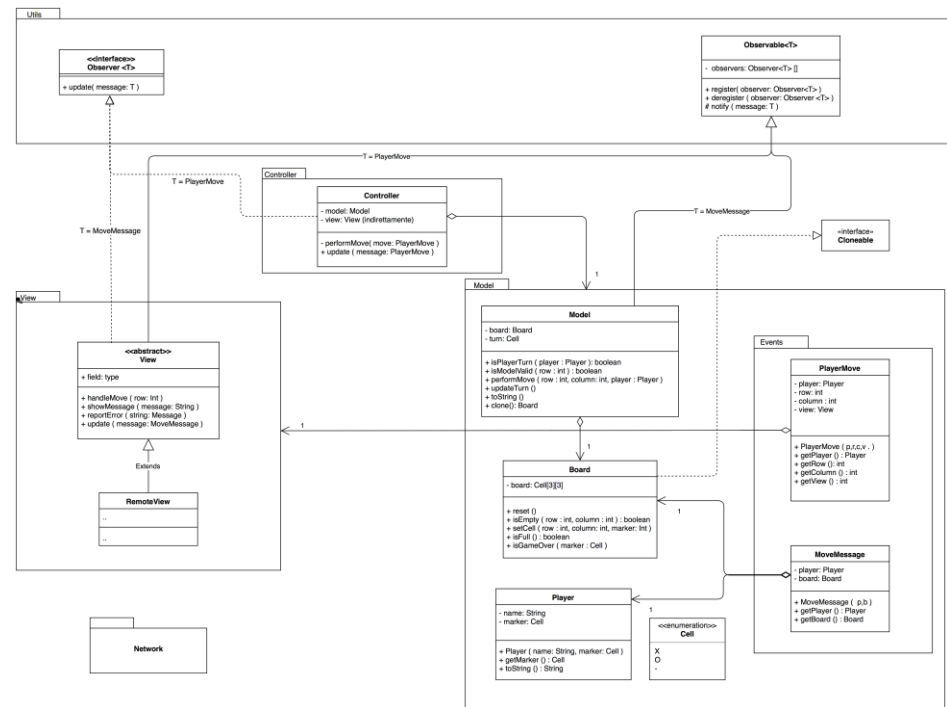 Utils
<<interface>>
Observer <T>
+ update( message: T )
Observable<T>
- observers: Observer<T> []
+ register( observer: Observer<T> )
+ deregister ( observer: Observer <T> )
# notify ( message: T )
T = PlayerMove
T = PlayerMove
T = MoveMessage
T = MoveMessage
Controller
Controller
- model: Model
- view: View (indirettamente)
- performMove( move: PlayerMove )
+ update ( message: PlayerMove )
«interface»
Cloneable
1
View
<<abstract>>
View
+ field: type
+ handleMove ( row: Int )
+ showMessage ( message: String )
+ reportError ( string: Message )
+ update ( message: MoveMessage )
Extends
RemoteView
..
..
Network
Model
Model
- board: Board
- turn: Cell
+ isPlayerTurn ( player : Player ): boolean
+ isModelValid ( row : int ) : boolean
+ performMove ( row : int, column: int, player : Player )
+ updateTurn ()
+ toString ()
+ clone(): Board
1
1
Board
- board: Cell[3][3]
+ reset ()
+ isEmpty ( row : int, column : int ) : boolean
+ setCell ( row : int, column: int, marker: Int )
+ isFull () : boolean
+ isGameOver ( marker : Cell )
1
Player
- name: String
- marker: Cell
+ Player ( name: String, marker: Cell )
+ getMarker () : Cell
+ toString () : String
1
<<enumeration>>
Cell
X
O
-
Events
PlayerMove
- player: Player
- row: int
- column : int
- view: View
+ PlayerMove ( p,r,c,v . )
+ getPlayer () : Player
+ getRow (): int
+ getColumn () : int
+ getView () : int
MoveMessage
- player: Player
- board: Board
+ MoveMessage ( p,b )
+ getPlayer () : Player
+ getBoard () : Board